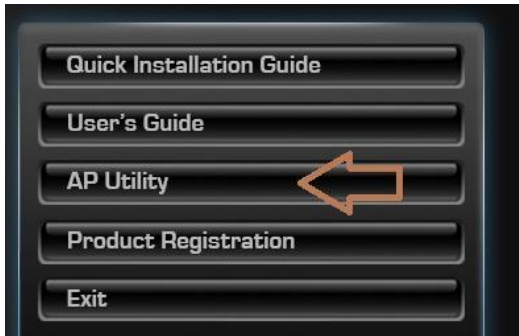 Quick Installation Guide
User's Guide
AP Utility
Product Registration
Exit